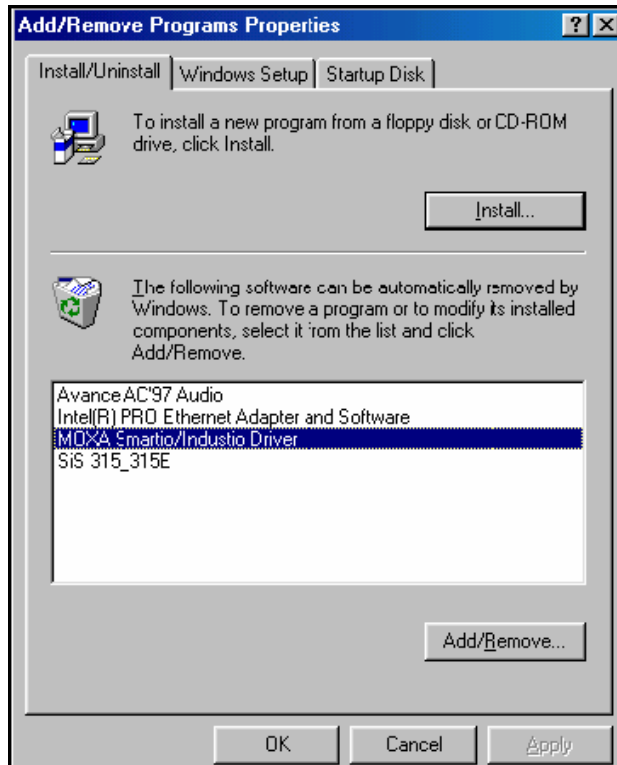 Add/Remove Programs Properties
Install/Uninstall
Windows Setup
Startup Disk
To install a new program from a floppy disk or CD-ROM
drive, click Install.
Install...
The following software can be automatically removed by
Windows. To remove a program or to modify its installed
components, select it from the list and click
Add/Remove.
Avance AC'97 Audio
Intel(R) PRO Ethernet Adapter and Software
MOXA Smartio/Industio Driver
SiS 315_315E
Add/Remove...
OK
Cancel
Apply